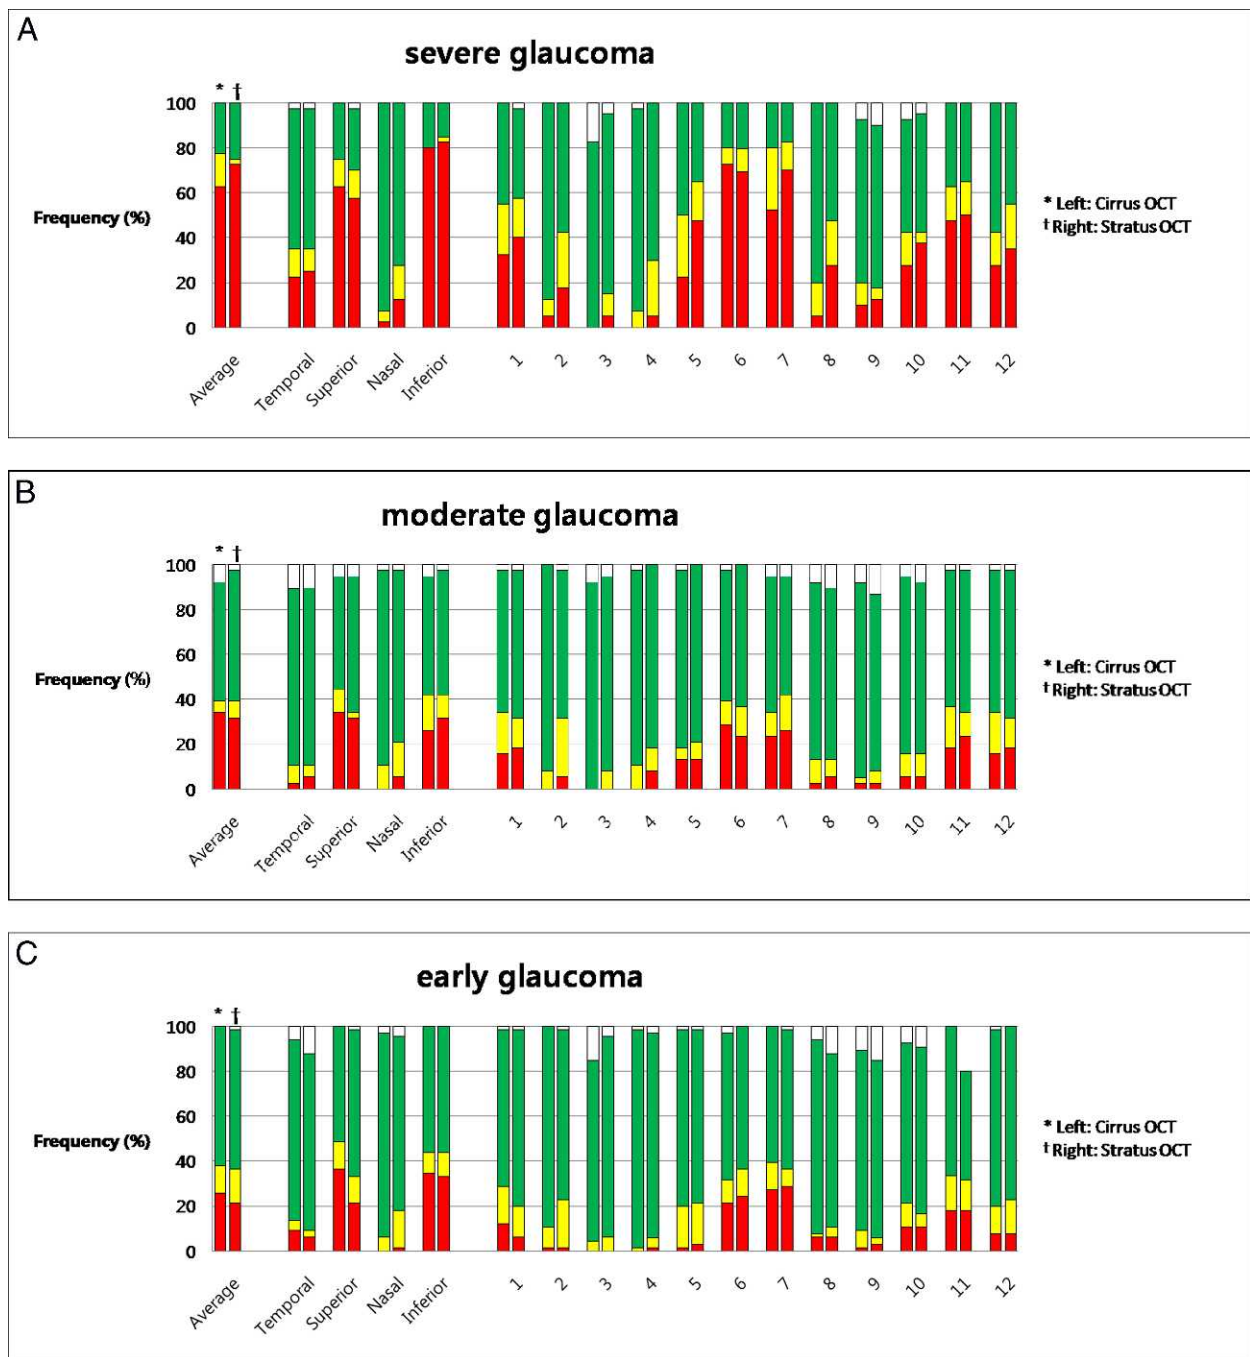 A
severe glaucoma
* †
100
80
60
40
20
0
Frequency (%)
* Left: Cirrus OCT
† Right: Stratus OCT
Average Temporal Superior Nasal Inferior 1 2 3 4 5 6 7 8 9 10 11 12
B
moderate glaucoma
* †
100
80
60
40
20
0
Frequency (%)
* Left: Cirrus OCT
† Right: Stratus OCT
Average Temporal Superior Nasal Inferior 1 2 3 4 5 6 7 8 9 10 11 12
C
early glaucoma
* †
100
80
60
40
20
0
Frequency (%)
* Left: Cirrus OCT
† Right: Stratus OCT
Average Temporal Superior Nasal Inferior 1 2 3 4 5 6 7 8 9 10 11 12